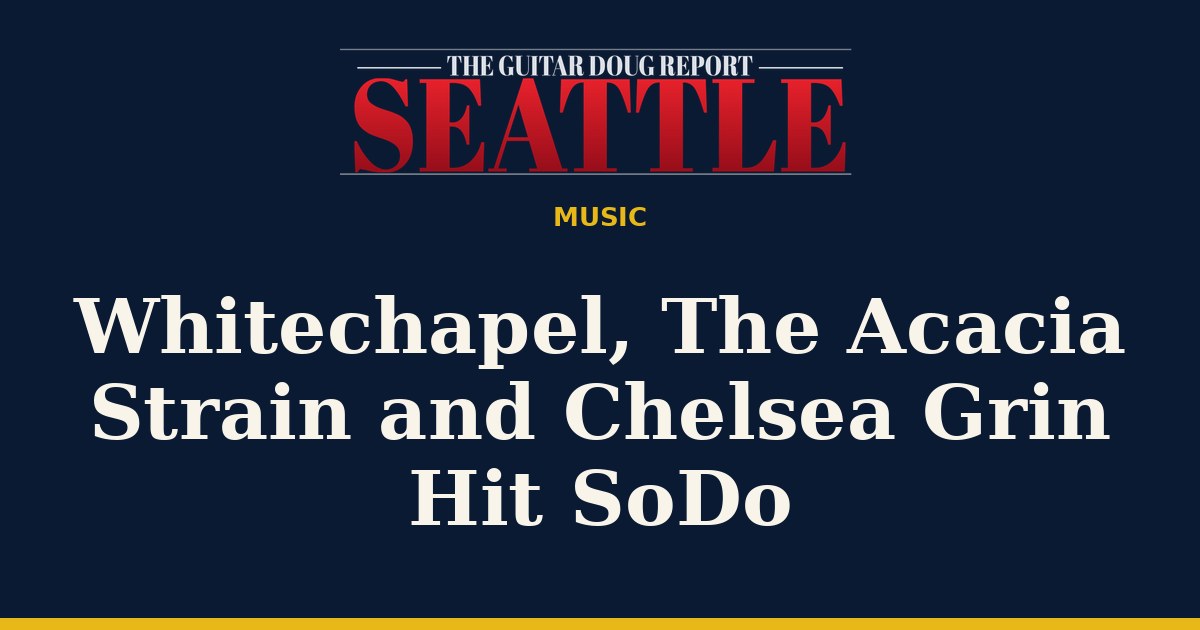 THE GUITAR DOUG REPORT
SEATTLE
MUSIC
Whitechapel, The Acacia
Strain and Chelsea Grin
Hit SoDo